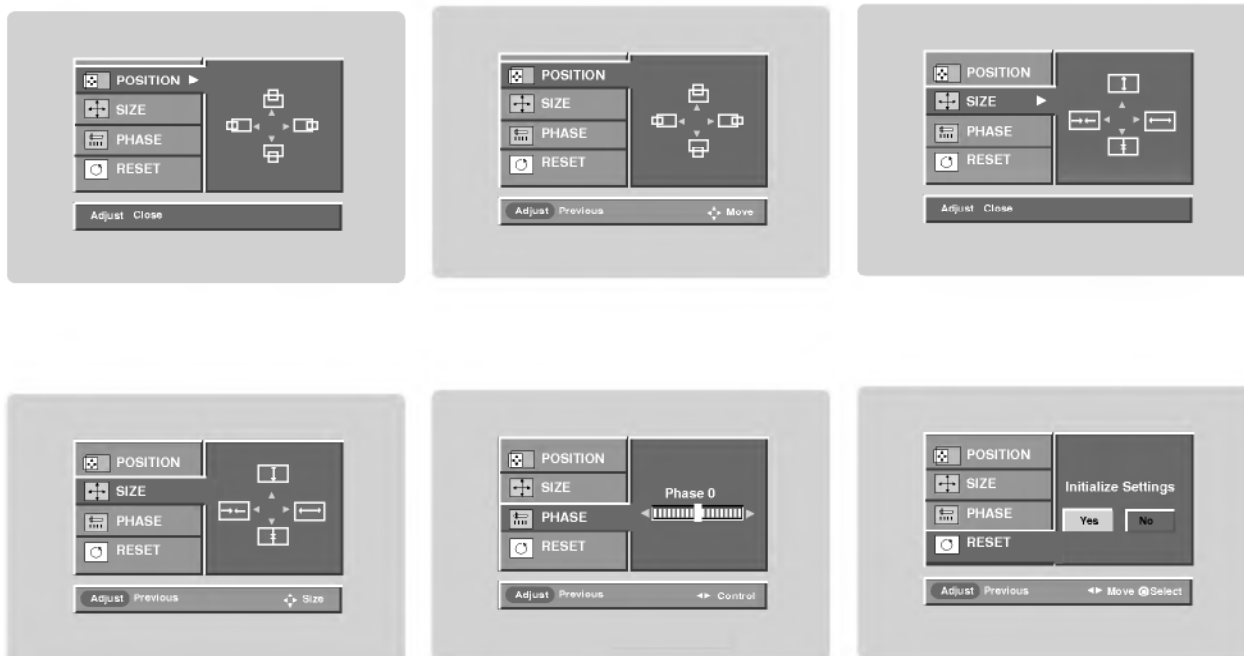 POSITION ▶
SIZE
PHASE
RESET
Adjust Close
POSITION
SIZE
PHASE
RESET
Adjust Previous Move
POSITION
SIZE ▶
PHASE
RESET
Adjust Close
POSITION
SIZE
PHASE
RESET
Adjust Previous Size
POSITION
SIZE
PHASE
RESET
Phase 0
Adjust Previous ◀▶ Control
POSITION
SIZE
PHASE
RESET
Initialize Settings
Yes No
Adjust Previous ◀▶ Move ◎Select